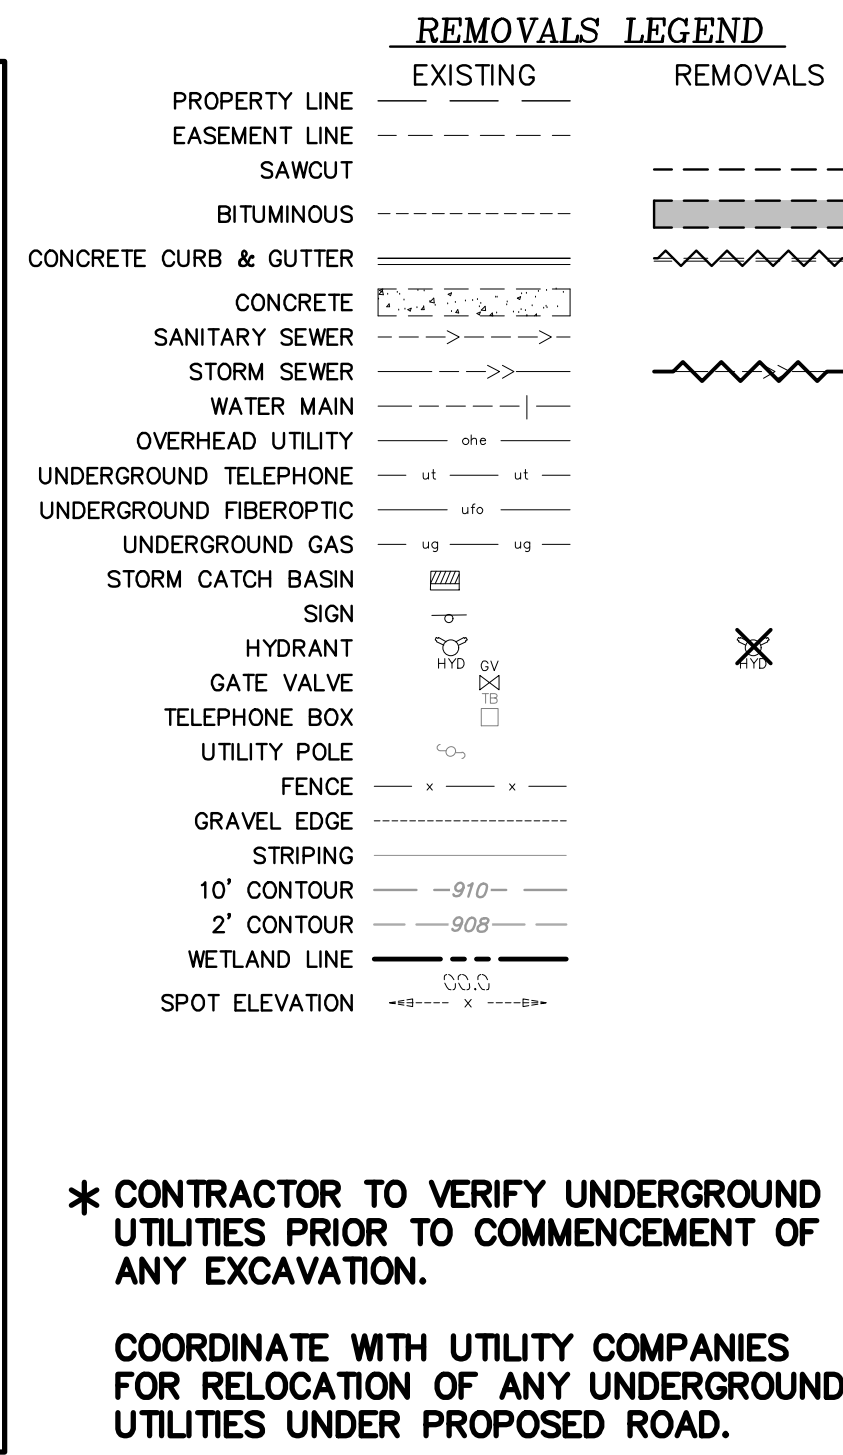 REMOVALS LEGEND
EXISTING REMOVALS
PROPERTY LINE
EASEMENT LINE
SAWCUT
BITUMINOUS
CONCRETE CURB & GUTTER
CONCRETE
SANITARY SEWER
STORM SEWER
WATER MAIN
OVERHEAD UTILITY ohe
UNDERGROUND TELEPHONE ut ut
UNDERGROUND FIBEROPTIC ufo
UNDERGROUND GAS ug ug
STORM CATCH BASIN
SIGN
HYDRANT
HYD HYD
GV
GATE VALVE
TB
TELEPHONE BOX
UTILITY POLE
FENCE x x
GRAVEL EDGE
STRIPING
10' CONTOUR 910
2' CONTOUR 908
WETLAND LINE
00.0
SPOT ELEVATION x
* CONTRACTOR TO VERIFY UNDERGROUND
UTILITIES PRIOR TO COMMENCEMENT OF
ANY EXCAVATION.
COORDINATE WITH UTILITY COMPANIES
FOR RELOCATION OF ANY UNDERGROUND
UTILITIES UNDER PROPOSED ROAD.